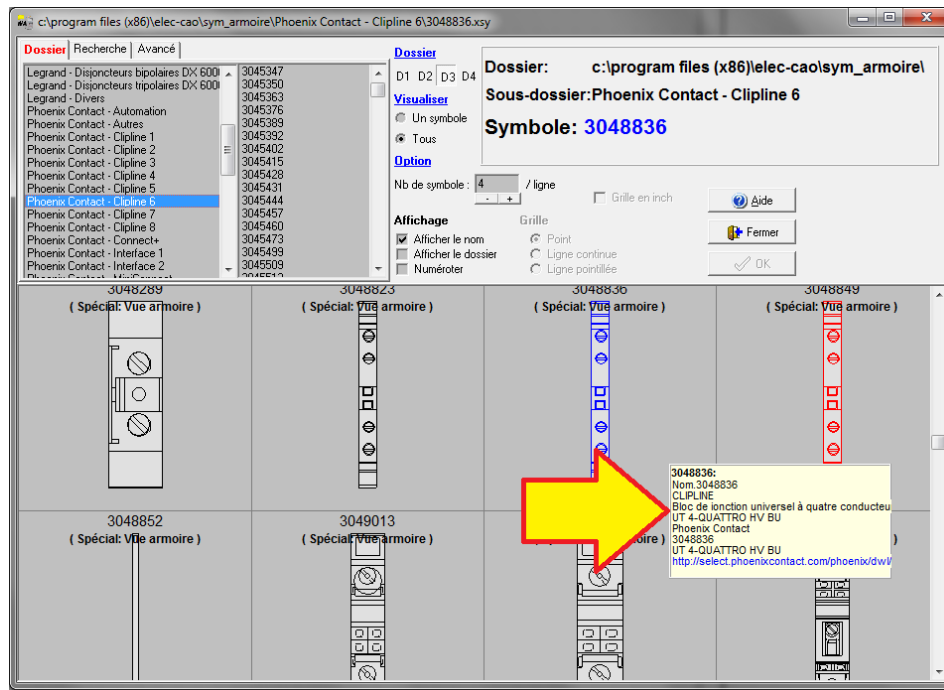 c:\program files (x86)\elec-cao\sym_armoire\Phoenix Contact - Clipline 6\3048836.xsy
Dossier Recherche Avancé
Legrand - Disjoncteurs bipolaires DX 600
Legrand - Disjoncteurs tripolaires DX 600
Legrand - Divers
Phoenix Contact - Automation
Phoenix Contact - Autres
Phoenix Contact - Clipline 1
Phoenix Contact - Clipline 2
Phoenix Contact - Clipline 3
Phoenix Contact - Clipline 4
Phoenix Contact - Clipline 5
Phoenix Contact - Clipline 6
Phoenix Contact - Clipline 7
Phoenix Contact - Clipline 8
Phoenix Contact - Connect+
Phoenix Contact - Interface 1
Phoenix Contact - Interface 2
3045347
3045350
3045363
3045376
3045389
3045392
3045402
3045415
3045428
3045431
3045444
3045457
3045460
3045473
3045499
3045509
Dossier
D1 D2 D3 D4
Visualiser
Un symbole
Tous
Option
Nb de symbole : 4 / ligne
- +
Grille en inch
Affichage
Afficher le nom
Afficher le dossier
Numéroter
Grille
Point
Ligne continue
Ligne pointillée
Dossier: c:\program files (x86)\elec-cao\sym_armoire\
Sous-dossier:Phoenix Contact - Clipline 6
Symbole: 3048836
Aide
Fermer
OK
3048289 3048823 3048836 3048849
( Spécial: Vue armoire ) ( Spécial: Vue armoire ) ( Spécial: Vue armoire ) ( Spécial: Vue armoire )
3048852 3049013
( Spécial: Vue armoire ) ( Spécial: Vue armoire )
3048836:
Nom.3048836
CLIPLINE
Bloc de jonction universel à quatre conducteu
UT 4-QUATTRO HV BU
Phoenix Contact
3048836
UT 4-QUATTRO HV BU
http://select.phoenixcontact.com/phoenix/dwl/